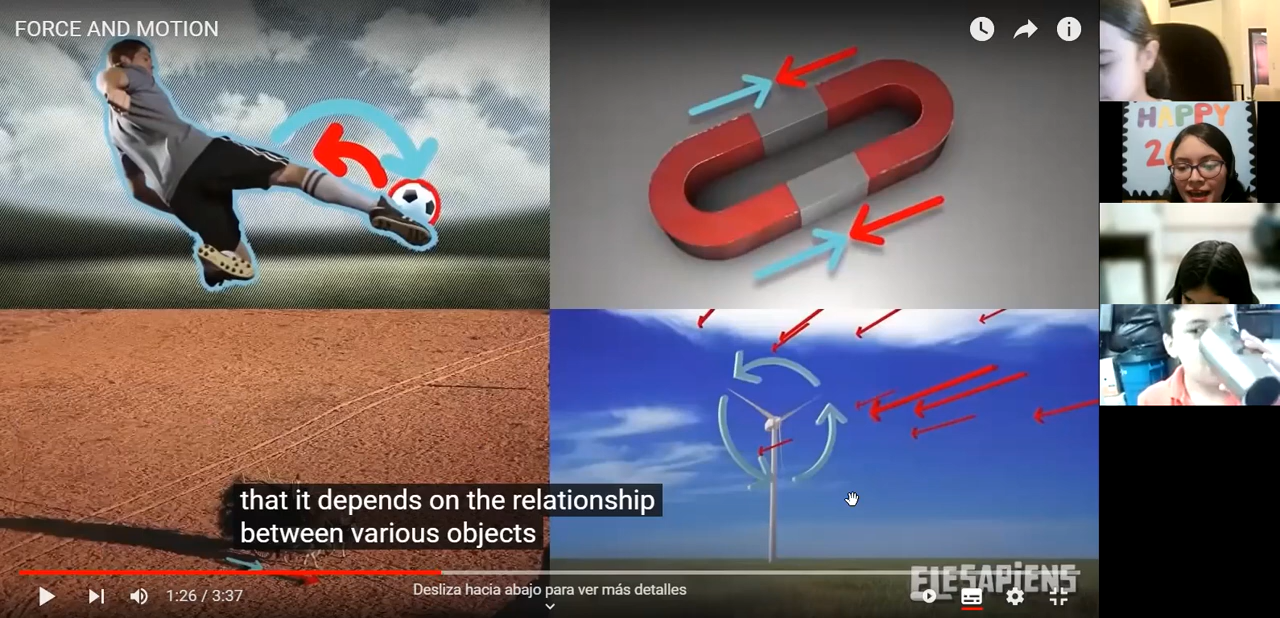 FORCE AND MOTION
HAPPY
that it depends on the relationship
between various objects
ELESAPIENS
1:26 / 3:37
Desliza hacia abajo para ver más detalles